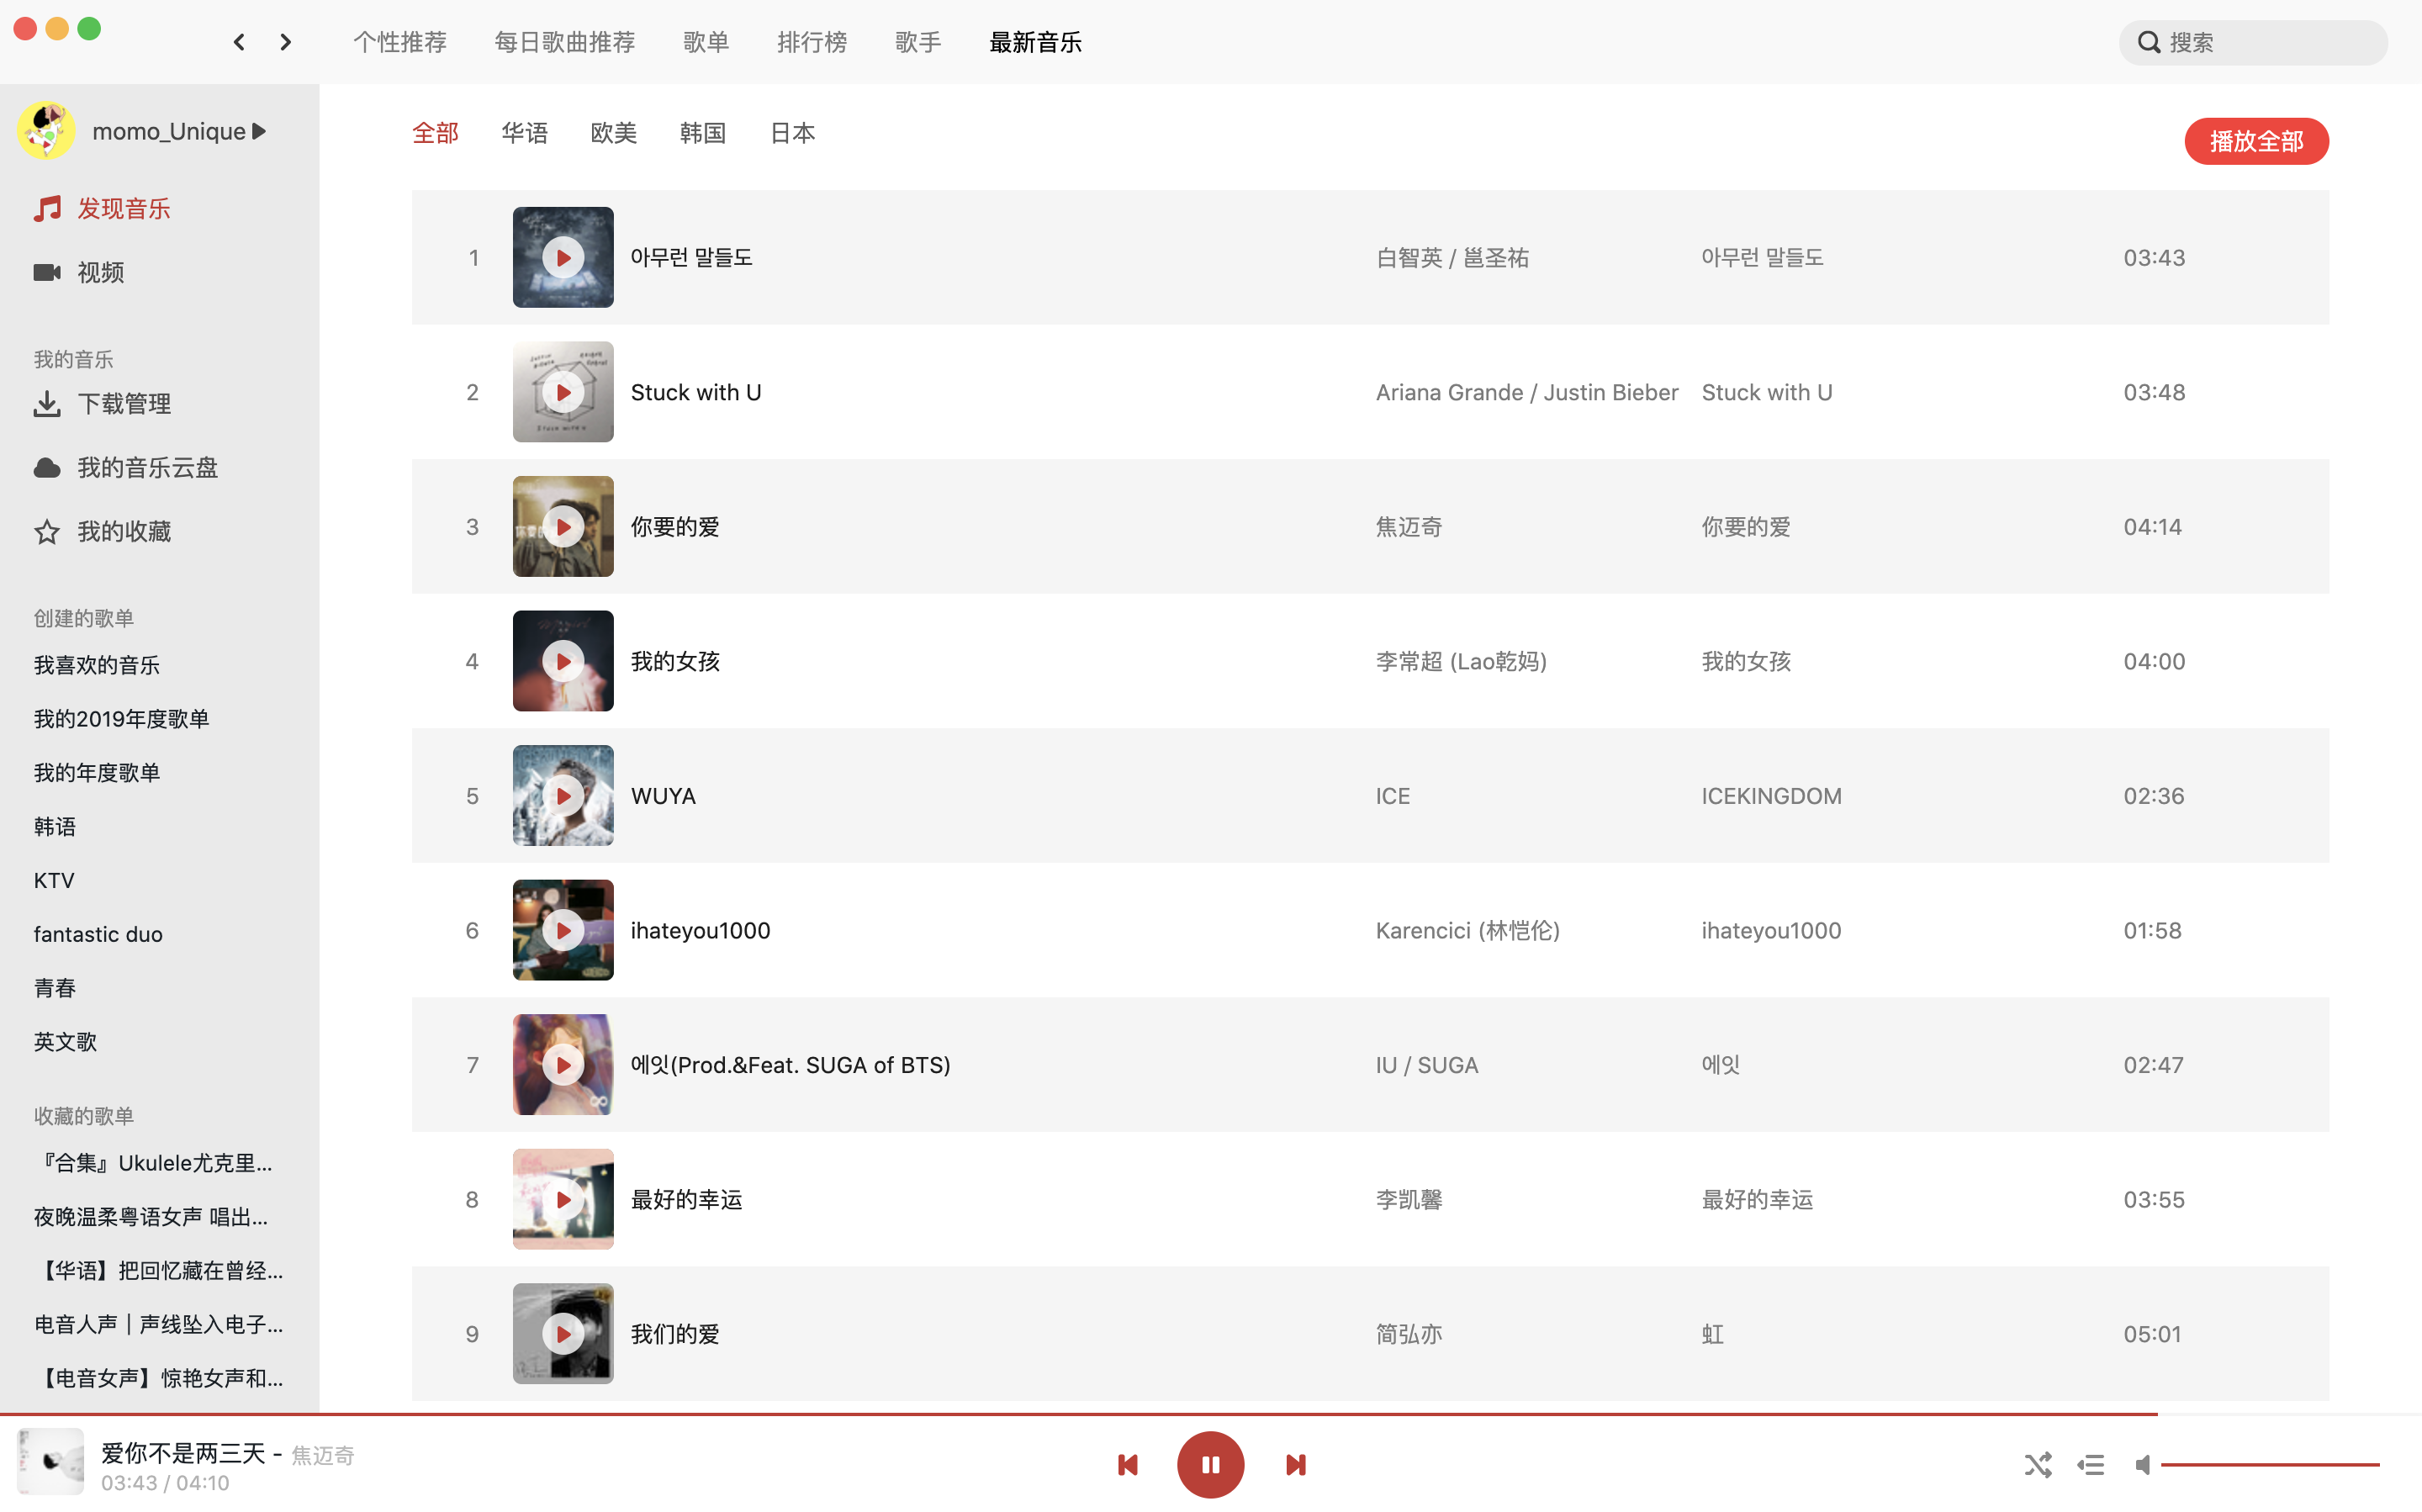 个性推荐 每日歌曲推荐 歌单 排行榜 歌手 最新音乐 搜索
momo_Unique
发现音乐
视频
我的音乐
下载管理
我的音乐云盘
我的收藏
创建的歌单
我喜欢的音乐
我的2019年度歌单
我的年度歌单
韩语
KTV
fantastic duo
青春
英文歌
收藏的歌单
『合集』Ukulele尤克里...
夜晚温柔粤语女声 唱出...
【华语】把回忆藏在曾经...
电音人声｜声线坠入电子...
【电音女声】惊艳女声和...
全部 华语 欧美 韩国 日本 播放全部
1 아무런 말들도 白智英 / 邕圣祐 아무런 말들도 03:43
2 Stuck with U Ariana Grande / Justin Bieber Stuck with U 03:48
3 你要的爱 焦迈奇 你要的爱 04:14
4 我的女孩 李常超 (Lao乾妈) 我的女孩 04:00
5 WUYA ICE ICEKINGDOM 02:36
6 ihateyou1000 Karencici (林恺伦) ihateyou1000 01:58
7 에잇(Prod.&Feat. SUGA of BTS) IU / SUGA 에잇 02:47
8 最好的幸运 李凯馨 最好的幸运 03:55
9 我们的爱 简弘亦 虹 05:01
爱你不是两三天 - 焦迈奇
03:43 / 04:10